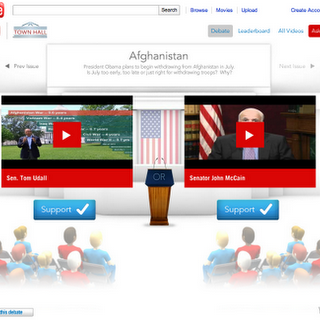 Search
Browse
Movies
Upload
Create Acco
TOWN HALL
Debate
Leaderboard
All Videos
Afghanistan
Prev Issue
President Obama plans to begin withdrawing from Afghanistan in July.
Is July too early, too late or just right for withdrawing troops? Why?
Next Issue
Sen. Tom Udall
OR
Senator John McCain
Support
Support
this debate